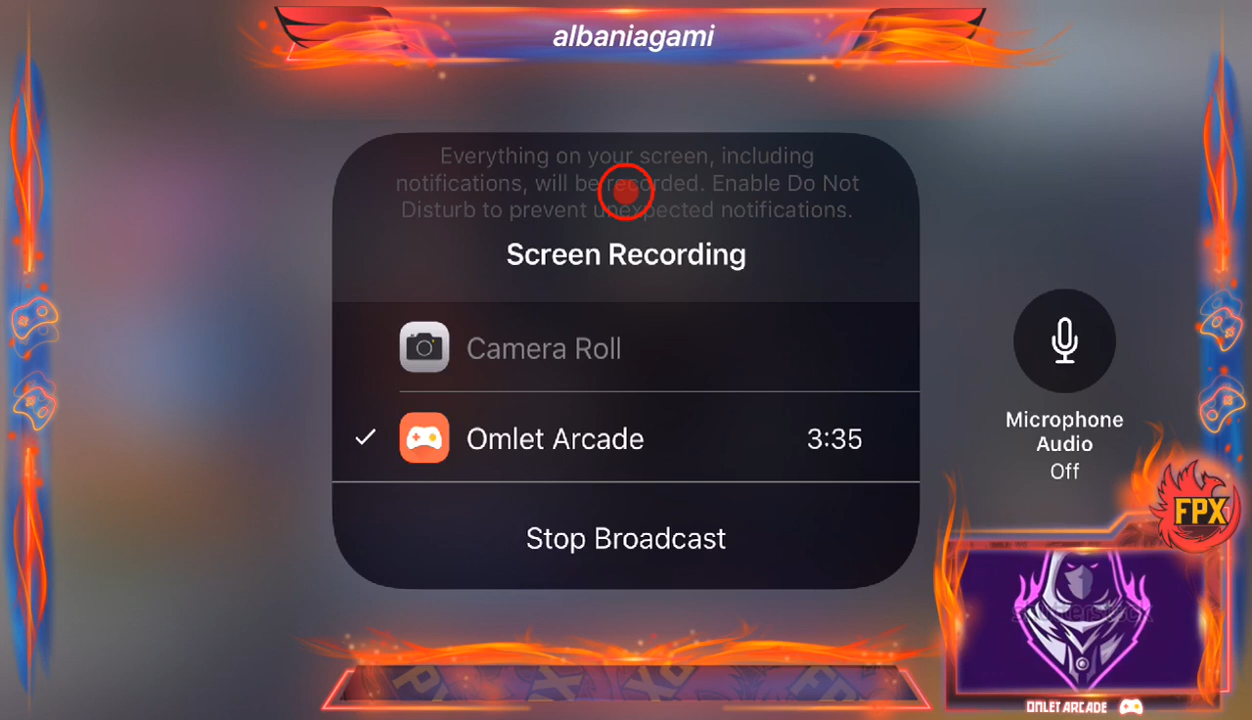 albaniagami
Everything on your screen, including
notifications, will be recorded. Enable Do Not
Disturb to prevent unexpected notifications.
Screen Recording
Camera Roll
Omlet Arcade 3:35
Stop Broadcast
Microphone
Audio
Off
FPX
shutterstock
OMLET ARCADE